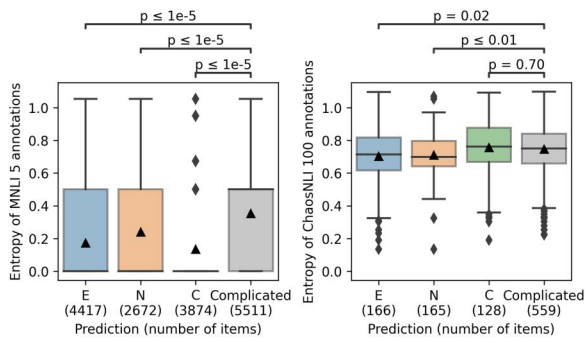 p ≤ 1e-5
p ≤ 1e-5
p ≤ 1e-5
Entropy of MNLI 5 annotations
1.0
0.8
0.6
0.4
0.2
0.0
E N C Complicated
(4417) (2672) (3874) (5511)
Prediction (number of items)
p = 0.02
p ≤ 0.01
p = 0.70
Entropy of ChaosNLI 100 annotations
1.0
0.8
0.6
0.4
0.2
0.0
E N C Complicated
(166) (165) (128) (559)
Prediction (number of items)